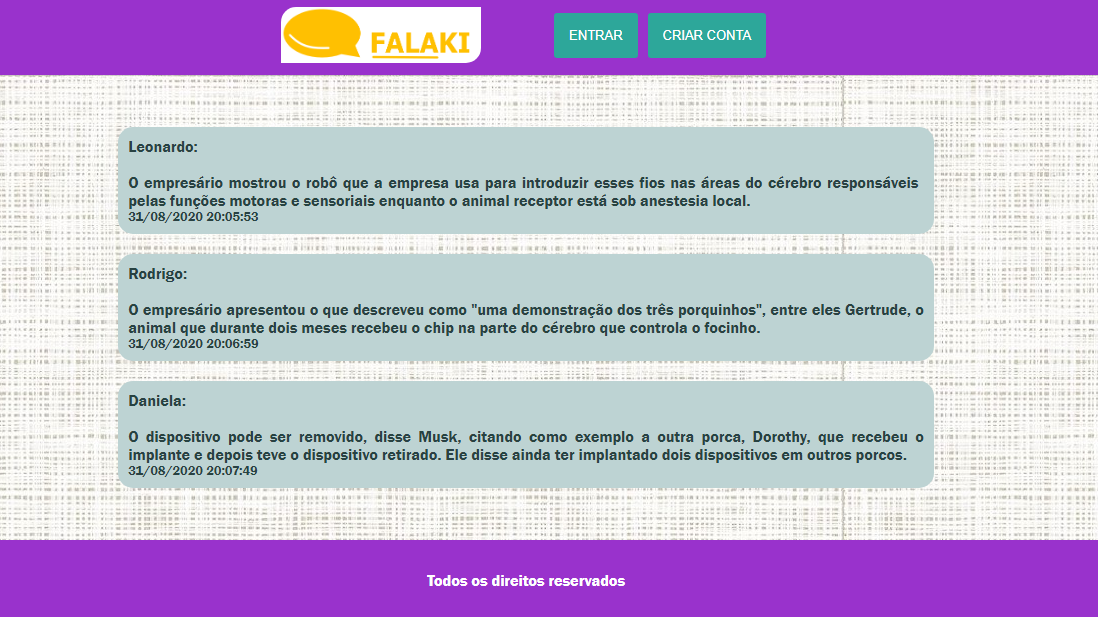 FALAKI
ENTRAR
CRIAR CONTA
Leonardo:
O empresário mostrou o robô que a empresa usa para introduzir esses fios nas áreas do cérebro responsáveis
pelas funções motoras e sensoriais enquanto o animal receptor está sob anestesia local.
31/08/2020 20:05:53
Rodrigo:
O empresário apresentou o que descreveu como "uma demonstração dos três porquinhos", entre eles Gertrude, o
animal que durante dois meses recebeu o chip na parte do cérebro que controla o focinho.
31/08/2020 20:06:59
Daniela:
O dispositivo pode ser removido, disse Musk, citando como exemplo a outra porca, Dorothy, que recebeu o
implante e depois teve o dispositivo retirado. Ele disse ainda ter implantado dois dispositivos em outros porcos.
31/08/2020 20:07:49
Todos os direitos reservados